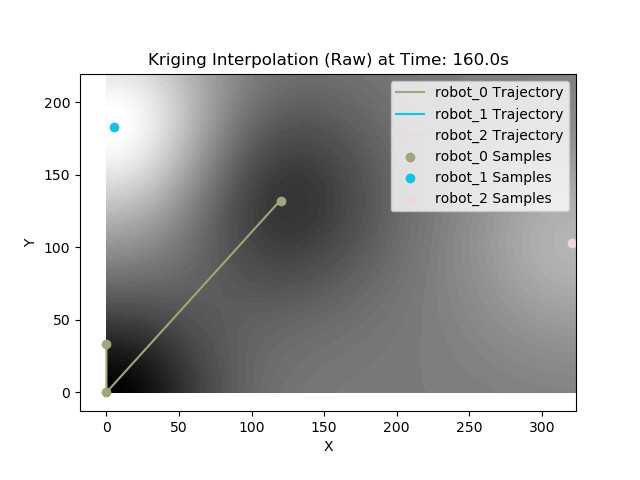 Kriging Interpolation (Raw) at Time: 160.0s
robot_0 Trajectory
robot_1 Trajectory
robot_2 Trajectory
robot_0 Samples
robot_1 Samples
robot_2 Samples
200
150
100
50
0
Y
0 50 100 150 200 250 300
X